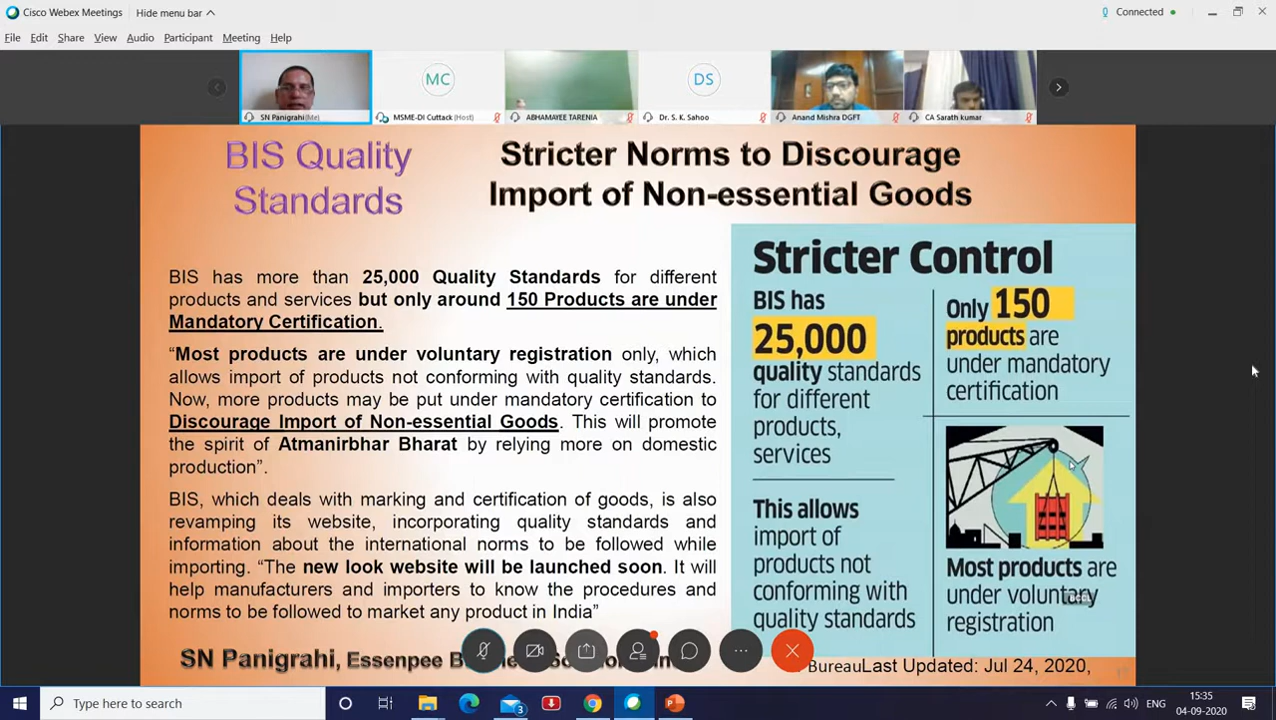 Cisco Webex Meetings
Hide menu bar
Connected
File Edit Share View Audio Participant Meeting Help
MC
DS
SN Panigrahi(Me)
MSME-DI Cuttack (Host)
ABHAMAYEE TARENIA
Dr. S. K. Sahoo
Anand Mishra DGFT
CA Sarath kumar
BIS Quality
Standards
Stricter Norms to Discourage
Import of Non-essential Goods
BIS has more than 25,000 Quality Standards for different
products and services but only around 150 Products are under
Mandatory Certification.
“Most products are under voluntary registration only, which
allows import of products not conforming with quality standards.
Now, more products may be put under mandatory certification to
Discourage Import of Non-essential Goods. This will promote
the spirit of Atmanirbhar Bharat by relying more on domestic
production”.
BIS, which deals with marking and certification of goods, is also
revamping its website, incorporating quality standards and
information about the international norms to be followed while
importing. “The new look website will be launched soon. It will
help manufacturers and importers to know the procedures and
norms to be followed to market any product in India”
Stricter Control
BIS has
25,000
quality standards
for different
products,
services
This allows
import of
products not
conforming with
quality standards
Only 150
products are
under mandatory
certification
Most products are
under voluntary
registration
SN Panigrahi, Essenpee
BureauLast Updated: Jul 24, 2020,
Type here to search
3
ENG
15:35
04-09-2020